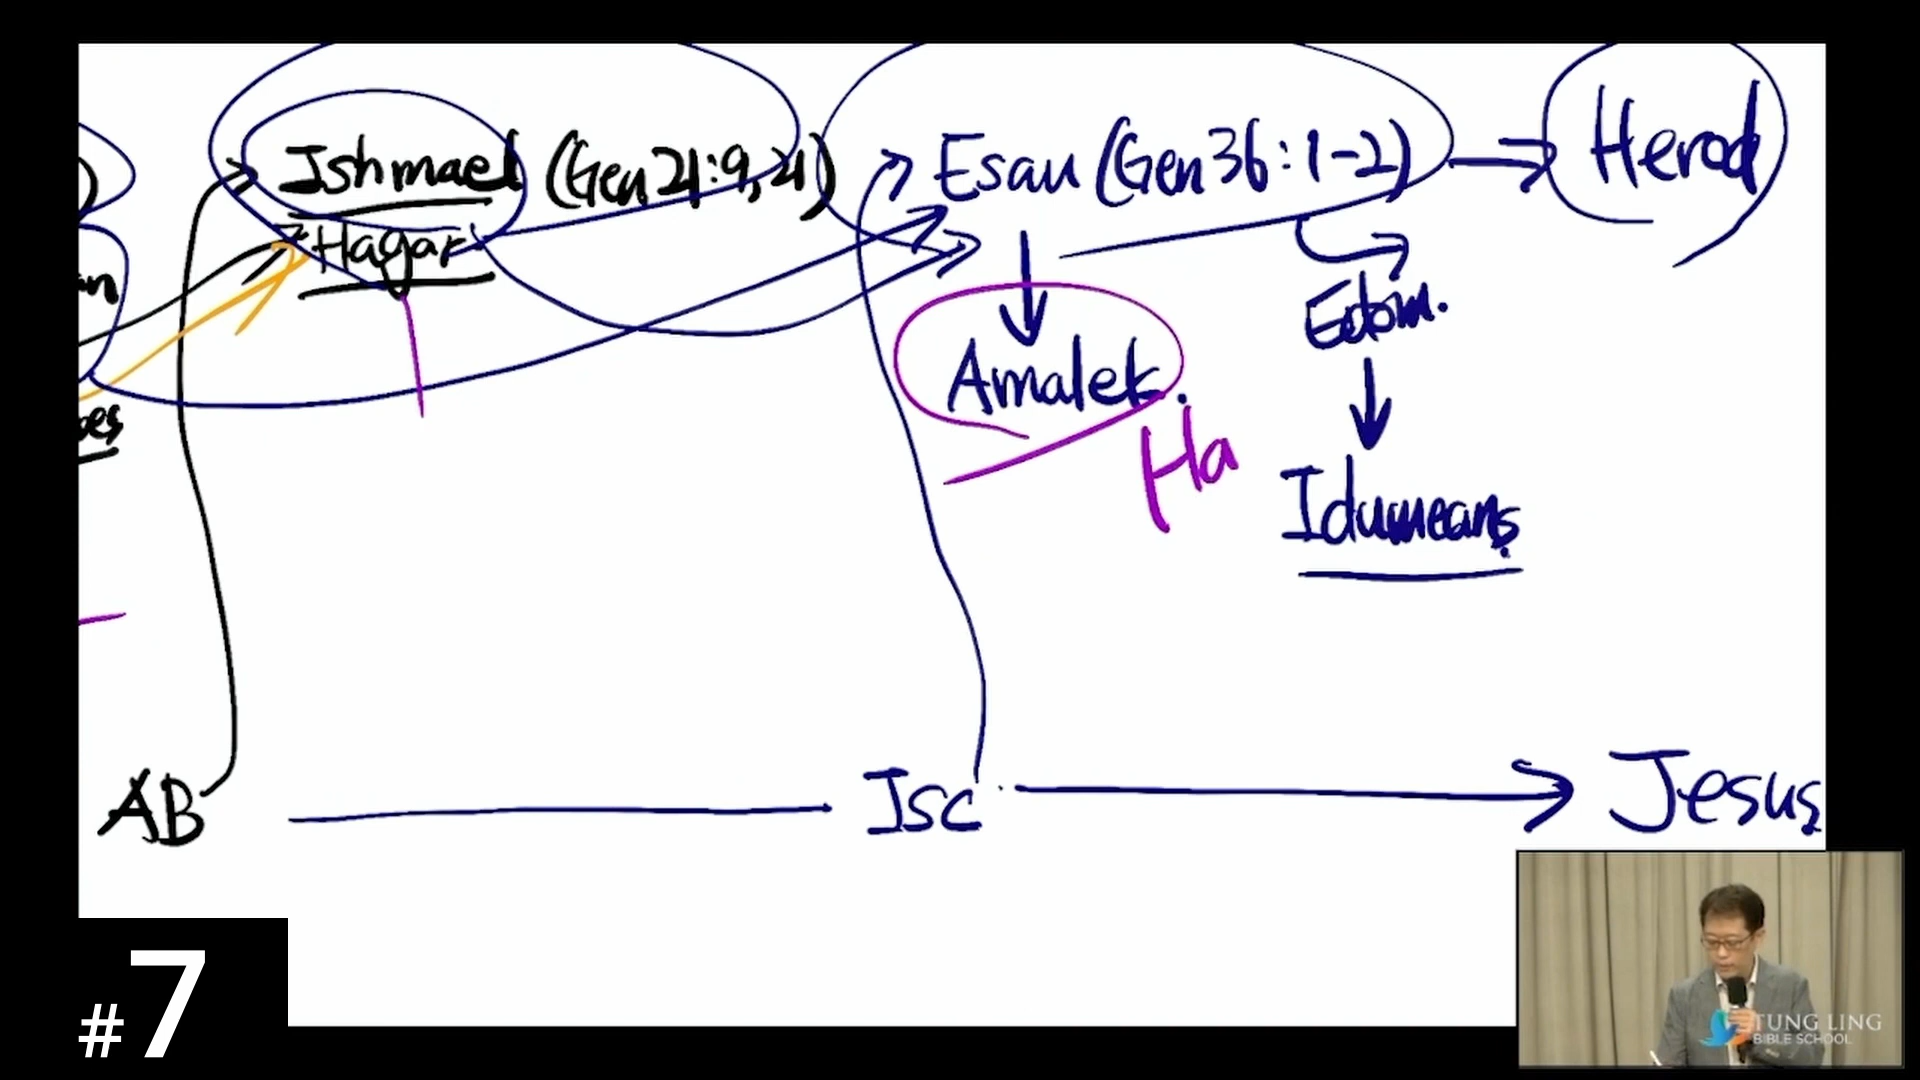 Ishmael (Gen 21:9, 21)
Esau (Gen 36:1-2)
Herod
Hagar
Edom.
Amalek.
Ha
Idumeans
AB
Isc
Jesus
#7
TUNG LING
BIBLE SCHOOL